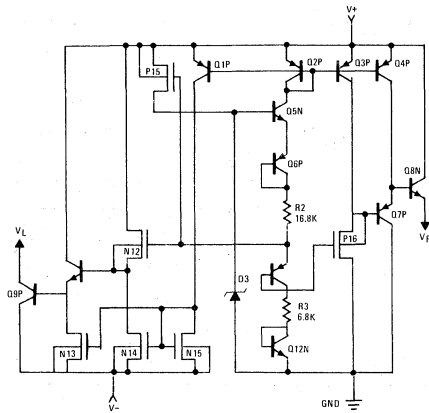 V+
P15
Q1P
Q2P
Q3P
Q4P
Q5N
Q6P
Q8N
R2
16.8K
Q7P
VL
N12
P16
D3
Q9P
R3
6.8K
N13
N14
N15
Q12N
V−
GND